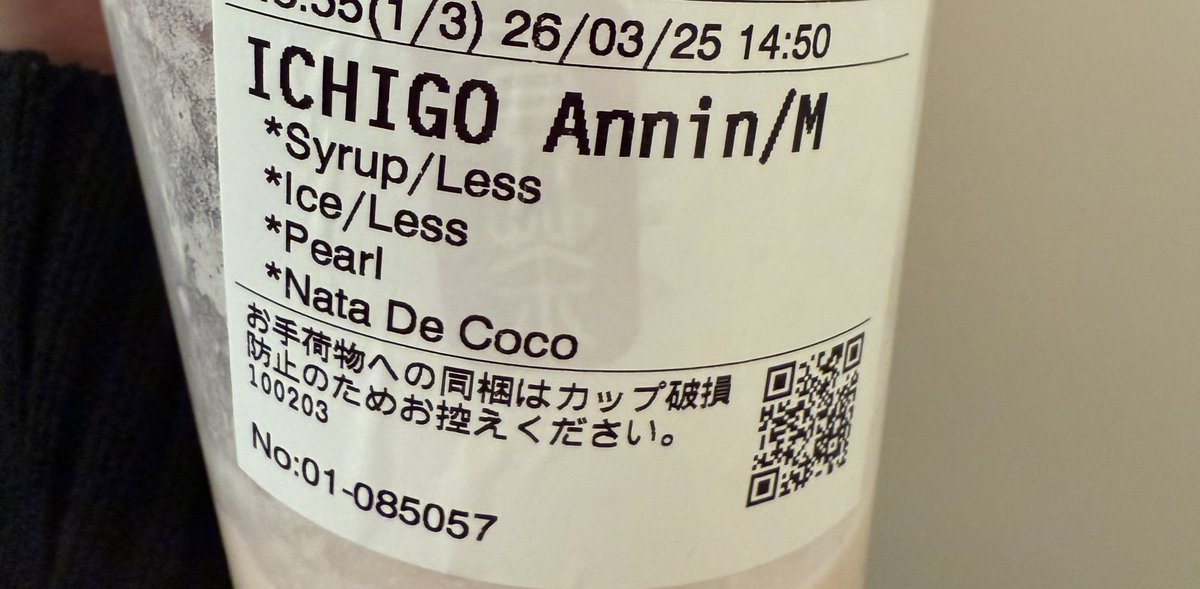 (1/3) 26/03/25 14:50
ICHIGO Annin/M
*Syrup/Less
*Ice/Less
*Pearl
*Nata De Coco
お手荷物への同梱はカップ破損
防止のためお控えください。
100203
No:01-085057